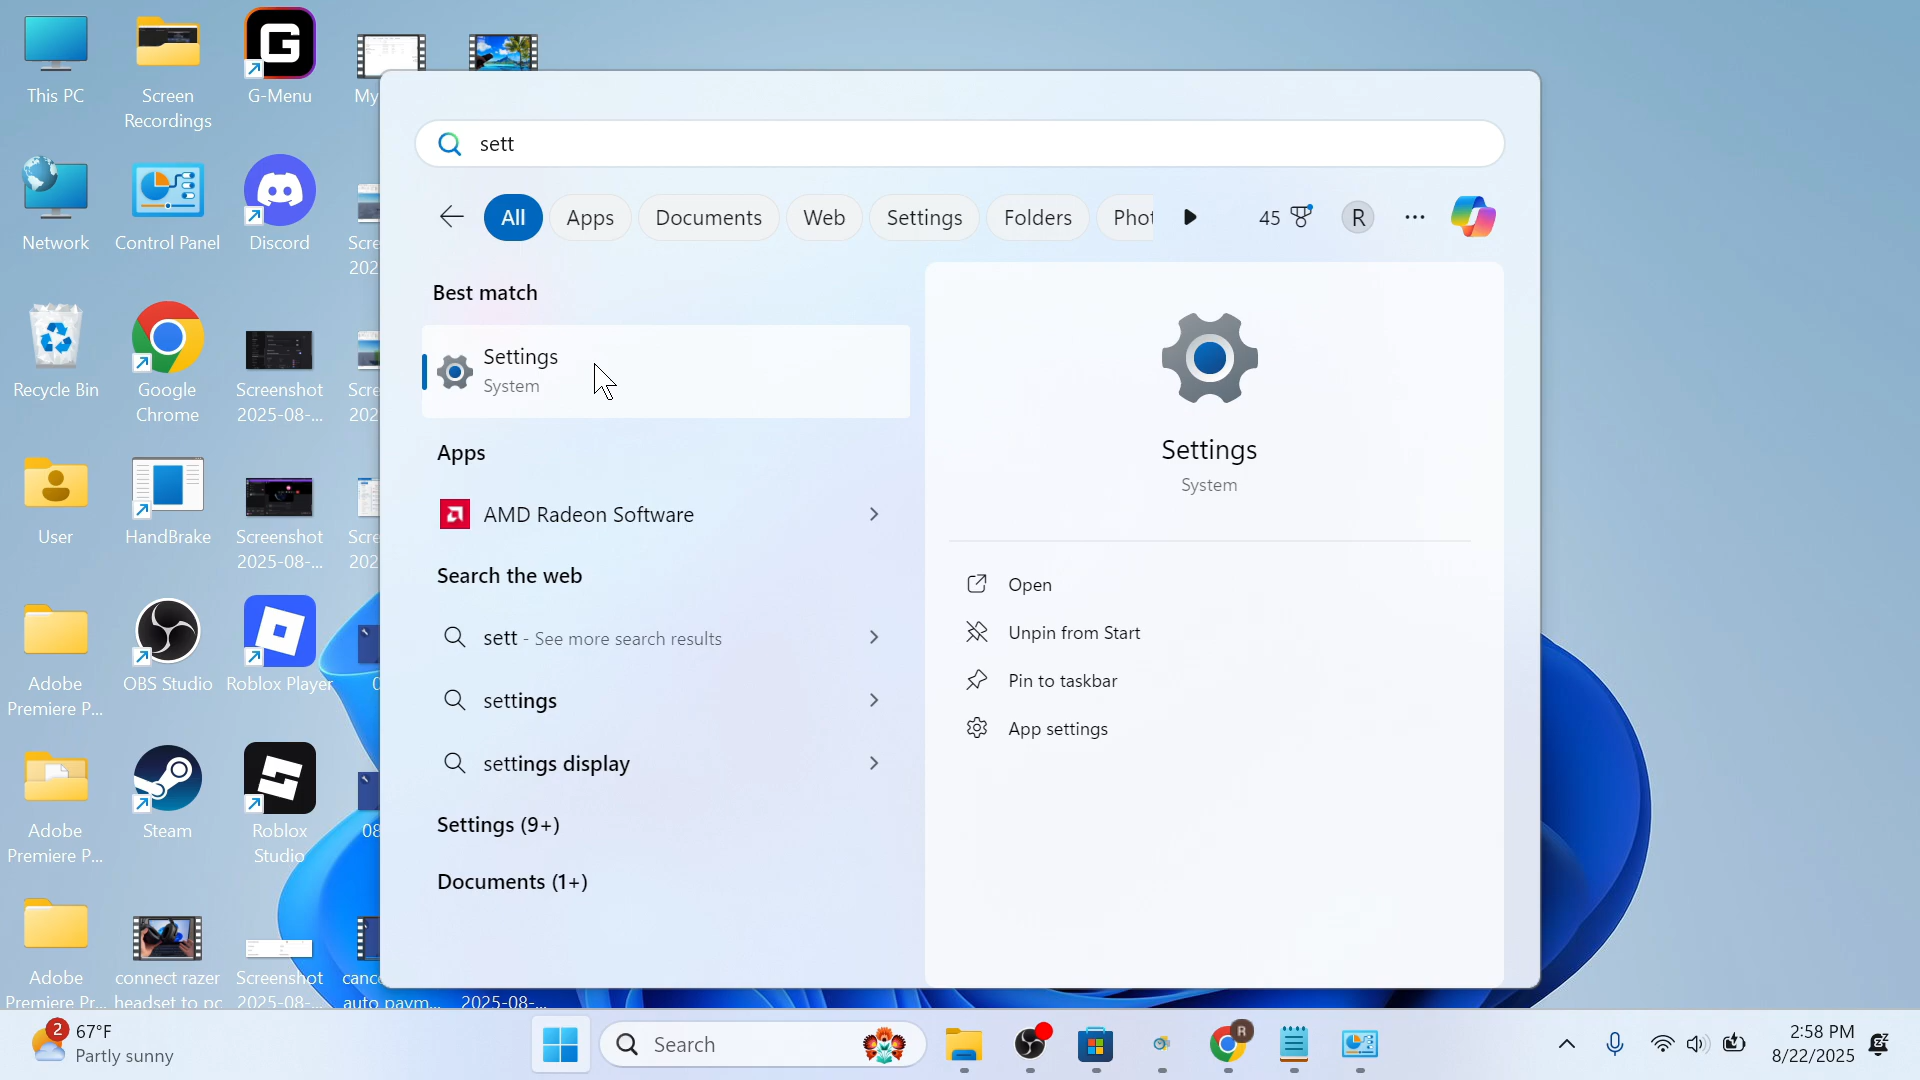 This PC
Screen
Recordings
G-Menu
My
Network
Control Panel
Discord
Scre
202
Recycle Bin
Google
Chrome
Screenshot
2025-08-...
Scre
202
User
HandBrake
Screenshot
2025-08-...
Scre
202
Adobe
Premiere P...
OBS Studio
Roblox Player
Adobe
Premiere P...
Steam
Roblox
Studio
08
Adobe
Premiere Pr...
connect razer
headset to pc
Screenshot
2025-08-...
canc
auto paym...
2025-08-...
sett
All
Apps
Documents
Web
Settings
Folders
Phot
45
R
Best match
Settings
System
Apps
AMD Radeon Software
Search the web
sett - See more search results
settings
settings display
Settings (9+)
Documents (1+)
Settings
System
Open
Unpin from Start
Pin to taskbar
App settings
2
67°F
Partly sunny
Search
R
2:58 PM
8/22/2025